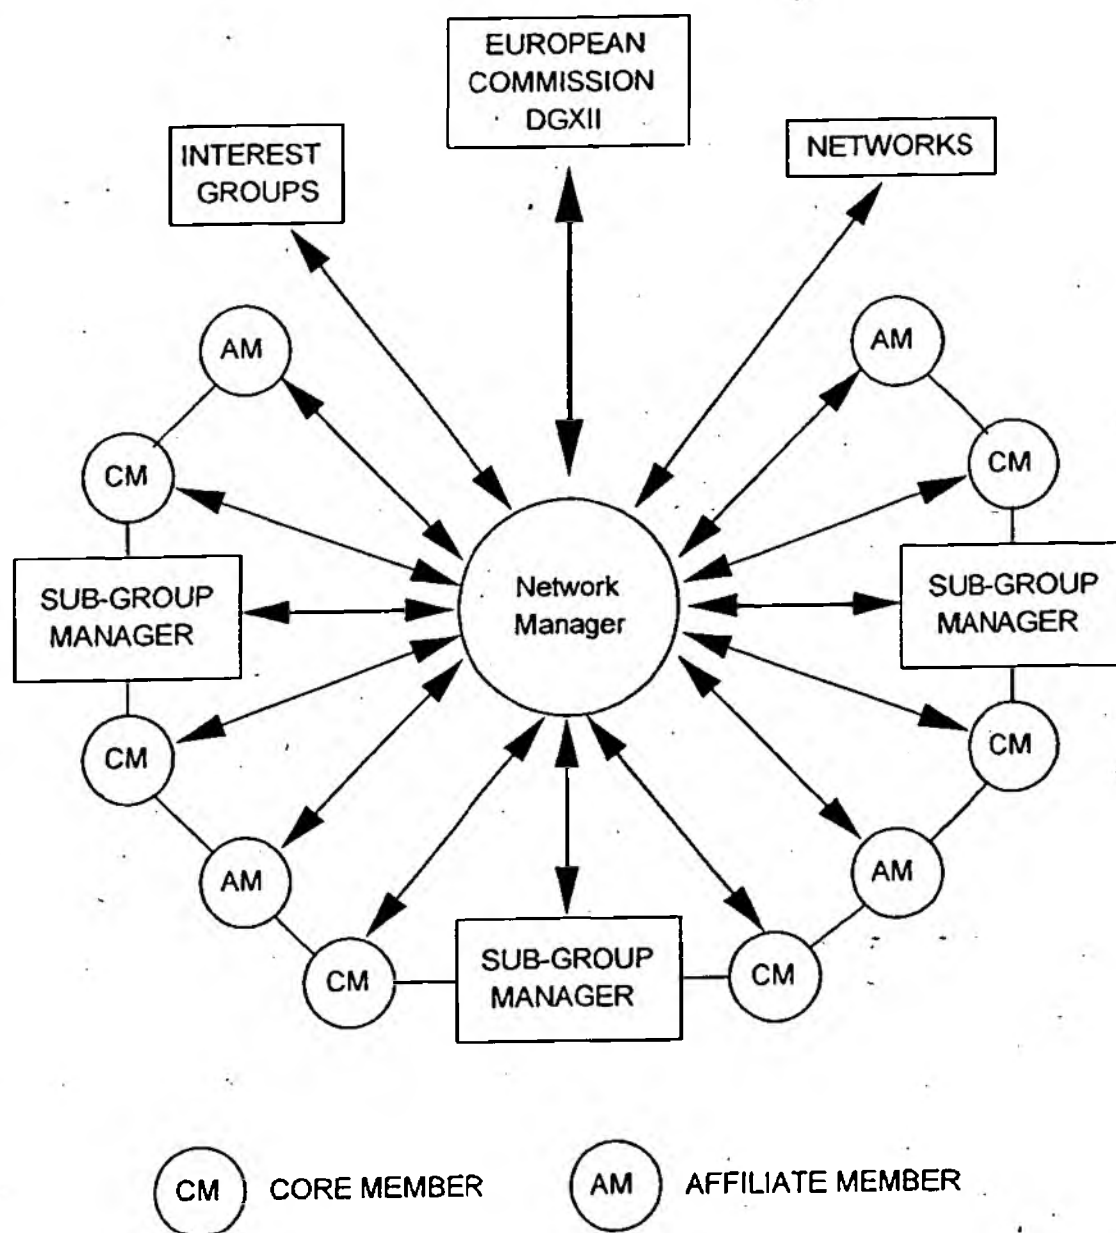 EUROPEAN
COMMISSION
DGXII
INTEREST
GROUPS
NETWORKS
AM
AM
CM
CM
SUB-GROUP
MANAGER
Network
Manager
SUB-GROUP
MANAGER
CM
CM
AM
AM
CM
SUB-GROUP
MANAGER
CM
CM CORE MEMBER
AM AFFILIATE MEMBER